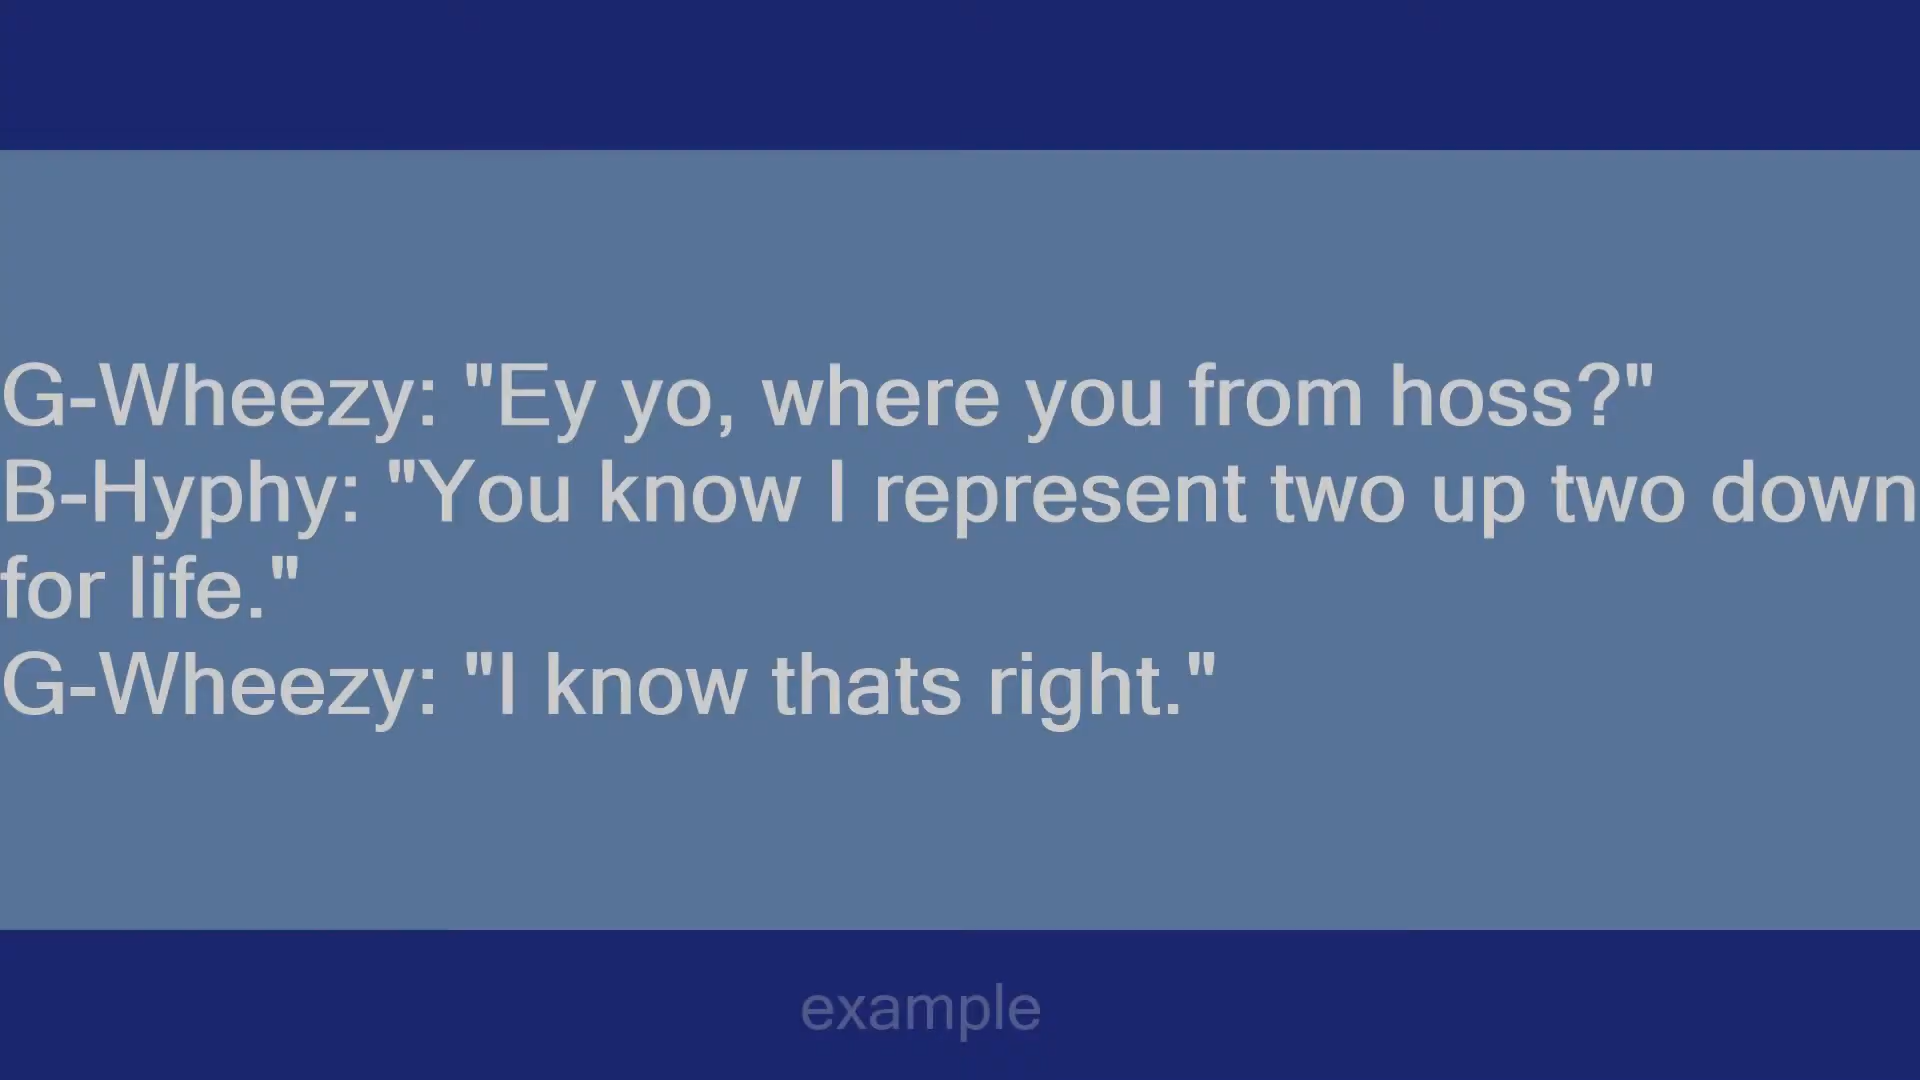 G-Wheezy: "Ey yo, where you from hoss?"
B-Hyphy: "You know I represent two up two down
for life."
G-Wheezy: "I know thats right."
example